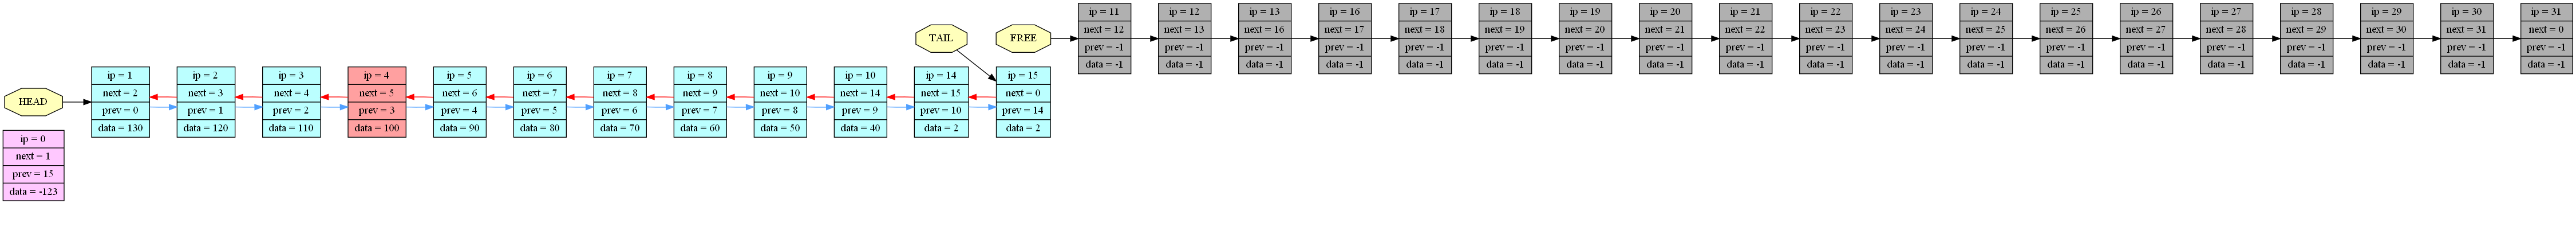 HEAD
ip = 0
next = 1
prev = 15
data = -123
ip = 1
next = 2
prev = 0
data = 130
ip = 2
next = 3
prev = 1
data = 120
ip = 3
next = 4
prev = 2
data = 110
ip = 4
next = 5
prev = 3
data = 100
ip = 5
next = 6
prev = 4
data = 90
ip = 6
next = 7
prev = 5
data = 80
ip = 7
next = 8
prev = 6
data = 70
ip = 8
next = 9
prev = 7
data = 60
ip = 9
next = 10
prev = 8
data = 50
ip = 10
next = 14
prev = 9
data = 40
TAIL
ip = 14
next = 15
prev = 10
data = 2
FREE
ip = 15
next = 0
prev = 14
data = 2
ip = 11
next = 12
prev = -1
data = -1
ip = 12
next = 13
prev = -1
data = -1
ip = 13
next = 16
prev = -1
data = -1
ip = 16
next = 17
prev = -1
data = -1
ip = 17
next = 18
prev = -1
data = -1
ip = 18
next = 19
prev = -1
data = -1
ip = 19
next = 20
prev = -1
data = -1
ip = 20
next = 21
prev = -1
data = -1
ip = 21
next = 22
prev = -1
data = -1
ip = 22
next = 23
prev = -1
data = -1
ip = 23
next = 24
prev = -1
data = -1
ip = 24
next = 25
prev = -1
data = -1
ip = 25
next = 26
prev = -1
data = -1
ip = 26
next = 27
prev = -1
data = -1
ip = 27
next = 28
prev = -1
data = -1
ip = 28
next = 29
prev = -1
data = -1
ip = 29
next = 30
prev = -1
data = -1
ip = 30
next = 31
prev = -1
data = -1
ip = 31
next = 0
prev = -1
data = -1